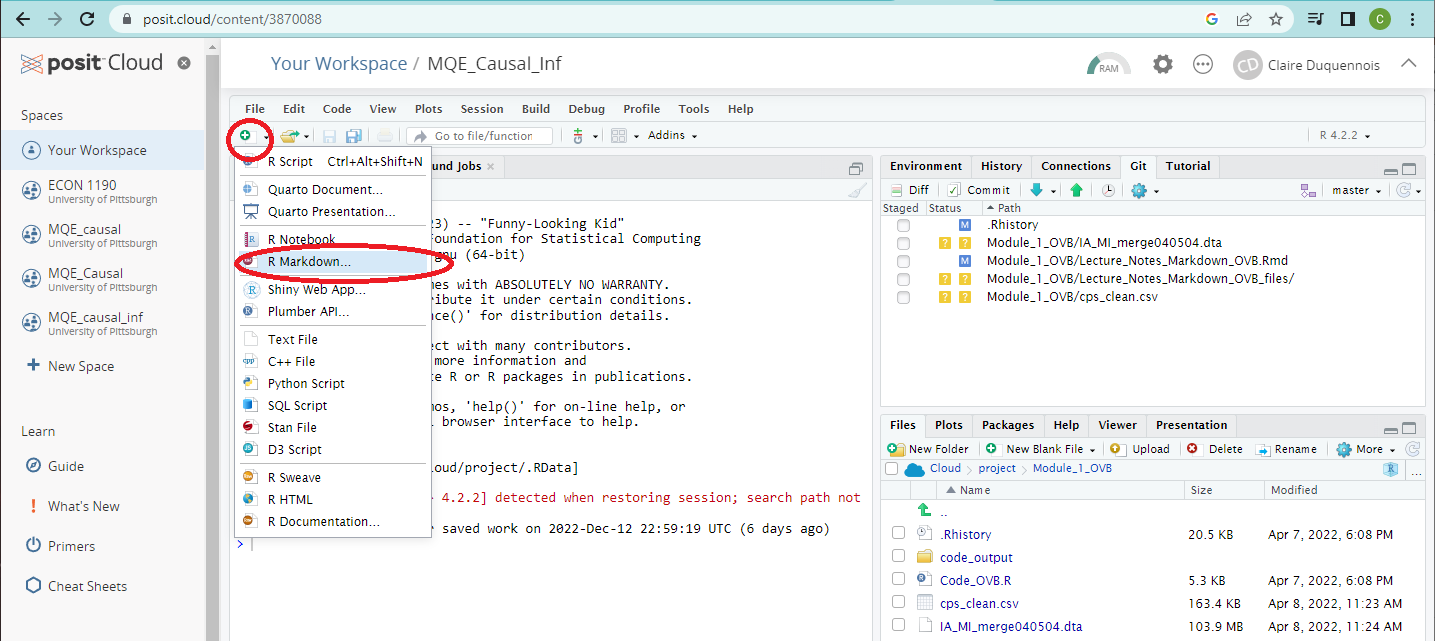 posit.cloud/content/3870088
G
C
posit Cloud
Your Workspace / MQE_Causal_Inf
RAM
CD
Claire Duquennois
Spaces
Your Workspace
ECON 1190
University of Pittsburgh
MQE_causal
University of Pittsburgh
MQE_Causal
University of Pittsburgh
MQE_causal_inf
University of Pittsburgh
New Space
Learn
Guide
What's New
Primers
Cheat Sheets
File Edit Code View Plots Session Build Debug Profile Tools Help
Go to file/function
Addins
R 4.2.2
R Script Ctrl+Alt+Shift+N
Quarto Document...
Quarto Presentation...
R Notebook
R Markdown...
Shiny Web App...
Plumber API...
Text File
C++ File
Python Script
SQL Script
Stan File
D3 Script
R Sweave
R HTML
R Documentation...
und Jobs
23) -- "Funny-Looking Kid"
oundation for Statistical Computing
gnu (64-bit)
mes with ABSOLUTELY NO WARRANTY.
ribute it under certain conditions.
nce()' for distribution details.
ect with many contributors.
more information and
te R or R packages in publications.
mos, 'help()' for on-line help, or
l browser interface to help.
loud/project/.RData]
> 4.2.2] detected when restoring session; search path not
r saved work on 2022-Dec-12 22:59:19 UTC (6 days ago)
>
Environment History Connections Git Tutorial
Diff Commit master
Staged Status Path
M .Rhistory
? ? Module_1_OVB/IA_MI_merge040504.dta
M Module_1_OVB/Lecture_Notes_Markdown_OVB.Rmd
? ? Module_1_OVB/Lecture_Notes_Markdown_OVB_files/
? ? Module_1_OVB/cps_clean.csv
Files Plots Packages Help Viewer Presentation
New Folder New Blank File Upload Delete Rename More
Cloud project Module_1_OVB ...
Name Size Modified
..
.Rhistory 20.5 KB Apr 7, 2022, 6:08 PM
code_output
Code_OVB.R 5.3 KB Apr 7, 2022, 6:08 PM
cps_clean.csv 163.4 KB Apr 8, 2022, 11:23 AM
IA_MI_merge040504.dta 103.9 MB Apr 8, 2022, 11:24 AM